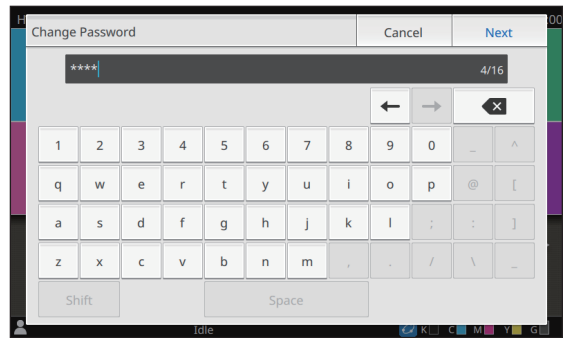 H
00
Change Password Cancel Next
**** 4/16
← →
1 2 3 4 5 6 7 8 9 0 _ ^
q w e r t y u i o p @ [
a s d f g h j k l ; : ]
z x c v b n m , . / \ _
Shift Space
Idle K C M Y G